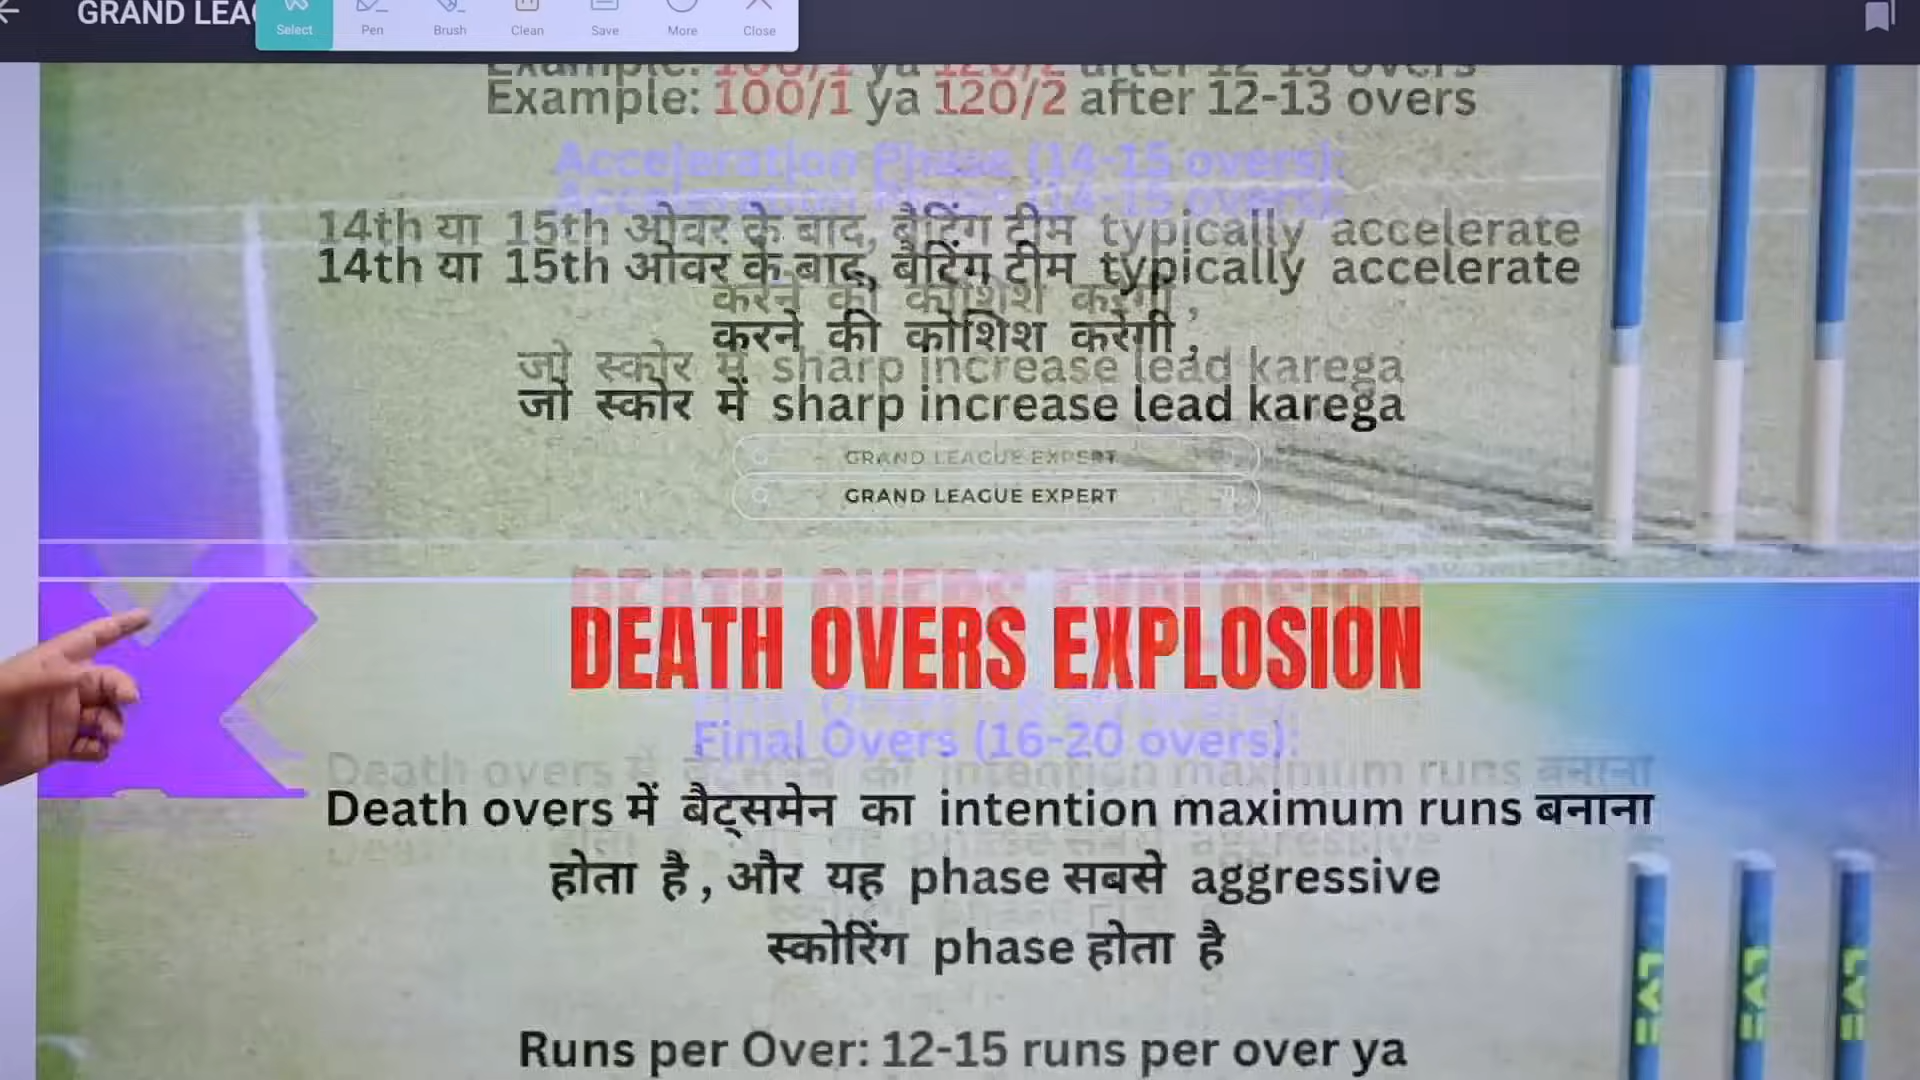 GRAND LEA
Select Pen Brush Clean Save More Close
Example: 100/1 ya 120/2 after 12-13 overs
Acceleration Phase (14-15 overs):
14th या 15th ओवर के बाद, बैटिंग टीम typically accelerate
करने की कोशिश करेगी,
जो स्कोर में sharp increase lead karega
GRAND LEAGUE EXPERT
DEATH OVERS EXPLOSION
Final Overs (16-20 overs):
Death overs में बैट्समेन का intention maximum runs बनाना
होता है, और यह phase सबसे aggressive
स्कोरिंग phase होता है
Runs per Over: 12-15 runs per over ya